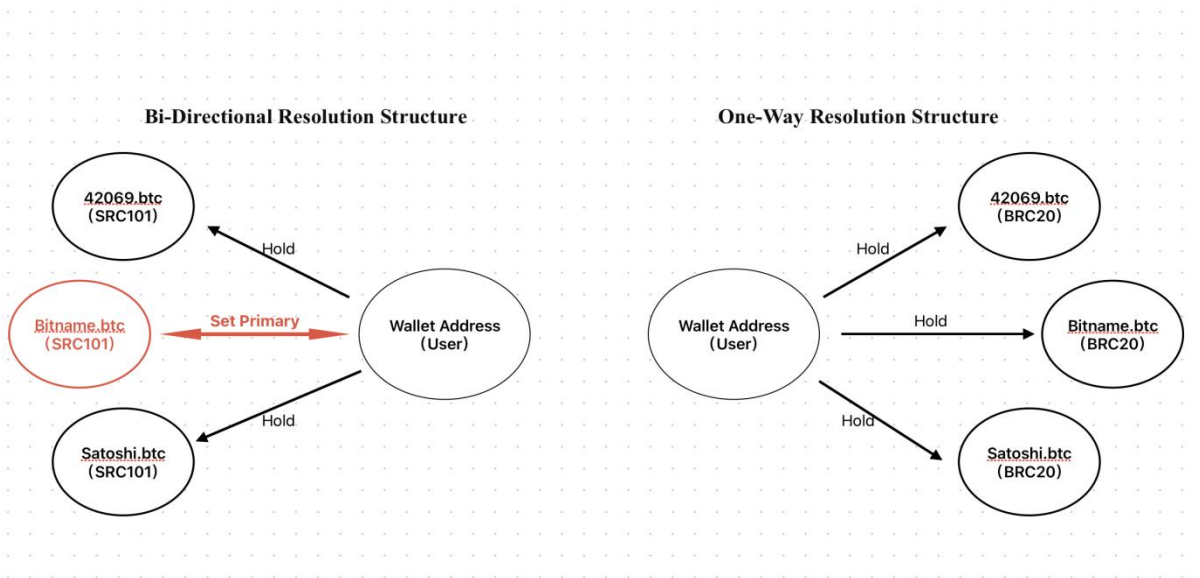 Bi-Directional Resolution Structure
42069.btc
(SRC101)
Hold
Bitname.btc
(SRC101)
Set Primary
Wallet Address
(User)
Hold
Satoshi.btc
(SRC101)
One-Way Resolution Structure
42069.btc
(BRC20)
Hold
Wallet Address
(User)
Hold
Bitname.btc
(BRC20)
Hold
Satoshi.btc
(BRC20)